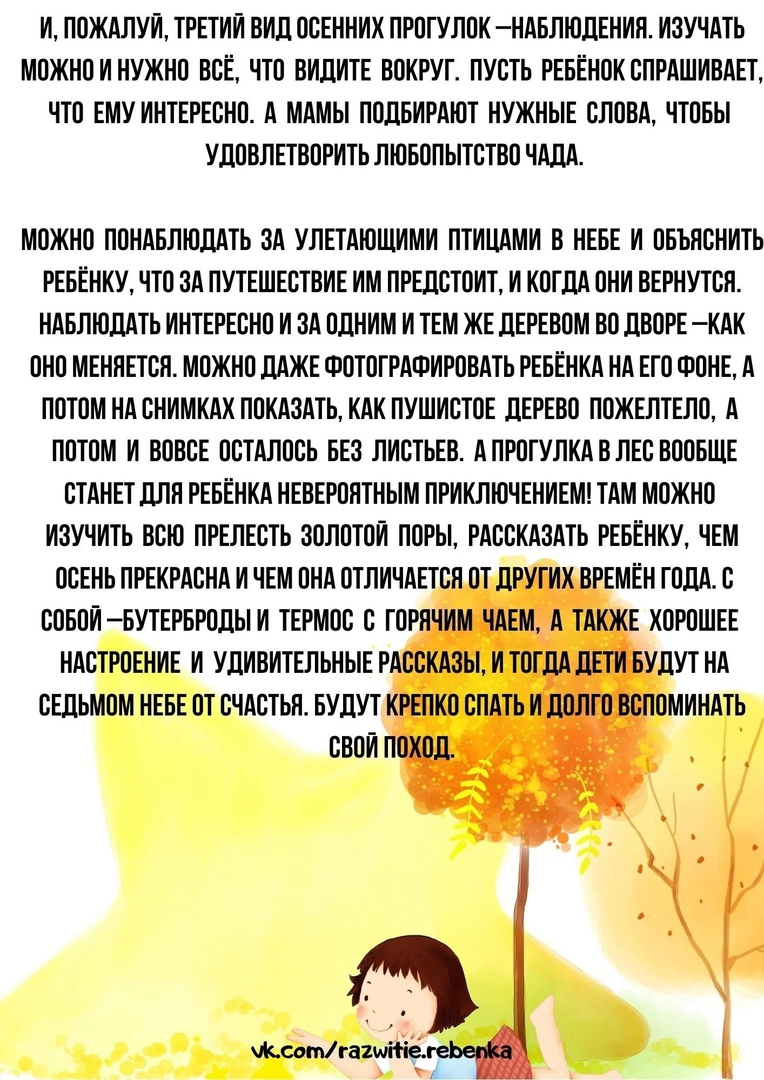 И, ПОЖАЛУЙ, ТРЕТИЙ ВИД ОСЕННИХ ПРОГУЛОК –НАБЛЮДЕНИЯ. ИЗУЧАТЬ
МОЖНО И НУЖНО ВСЁ, ЧТО ВИДИТЕ ВОКРУГ. ПУСТЬ РЕБЁНОК СПРАШИВАЕТ,
ЧТО ЕМУ ИНТЕРЕСНО. А МАМЫ ПОДБИРАЮТ НУЖНЫЕ СЛОВА, ЧТОБЫ
УДОВЛЕТВОРИТЬ ЛЮБОПЫТСТВО ЧАДА.
МОЖНО ПОНАБЛЮДАТЬ ЗА УЛЕТАЮЩИМИ ПТИЦАМИ В НЕБЕ И ОБЪЯСНИТЬ
РЕБЁНКУ, ЧТО ЗА ПУТЕШЕСТВИЕ ИМ ПРЕДСТОИТ, И КОГДА ОНИ ВЕРНУТСЯ.
НАБЛЮДАТЬ ИНТЕРЕСНО И ЗА ОДНИМ И ТЕМ ЖЕ ДЕРЕВОМ ВО ДВОРЕ –КАК
ОНО МЕНЯЕТСЯ. МОЖНО ДАЖЕ ФОТОГРАФИРОВАТЬ РЕБЁНКА НА ЕГО ФОНЕ, А
ПОТОМ НА СНИМКАХ ПОКАЗАТЬ, КАК ПУШИСТОЕ ДЕРЕВО ПОЖЕЛТЕЛО, А
ПОТОМ И ВОВСЕ ОСТАЛОСЬ БЕЗ ЛИСТЬЕВ. А ПРОГУЛКА В ЛЕС ВООБЩЕ
СТАНЕТ ДЛЯ РЕБЁНКА НЕВЕРОЯТНЫМ ПРИКЛЮЧЕНИЕМ! ТАМ МОЖНО
ИЗУЧИТЬ ВСЮ ПРЕЛЕСТЬ ЗОЛОТОЙ ПОРЫ, РАССКАЗАТЬ РЕБЁНКУ, ЧЕМ
ОСЕНЬ ПРЕКРАСНА И ЧЕМ ОНА ОТЛИЧАЕТСЯ ОТ ДРУГИХ ВРЕМЁН ГОДА. С
СОБОЙ –БУТЕРБРОДЫ И ТЕРМОС С ГОРЯЧИМ ЧАЕМ, А ТАКЖЕ ХОРОШЕЕ
НАСТРОЕНИЕ И УДИВИТЕЛЬНЫЕ РАССКАЗЫ, И ТОГДА ДЕТИ БУДУТ НА
СЕДЬМОМ НЕБЕ ОТ СЧАСТЬЯ. БУДУТ КРЕПКО СПАТЬ И ДОЛГО ВСПОМИНАТЬ
СВОЙ ПОХОД.
vk.com/razwitie.rebenka